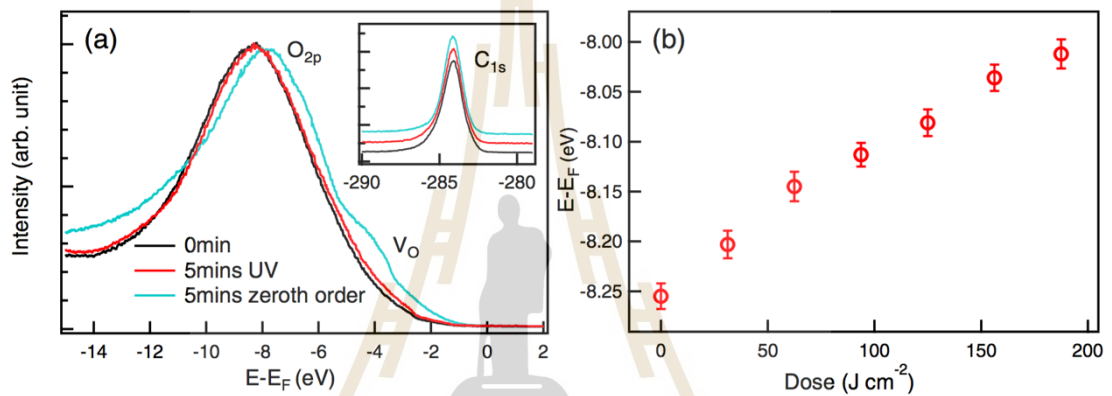 (a)
O2p
C1s
-290
-285
-280
VO
0min
5mins UV
5mins zeroth order
Intensity (arb. unit)
-14
-12
-10
-8
-6
-4
-2
0
2
E-EF (eV)
(b)
-8.00
-8.05
-8.10
-8.15
-8.20
-8.25
E-EF (eV)
0
50
100
150
200
Dose (J cm-2)